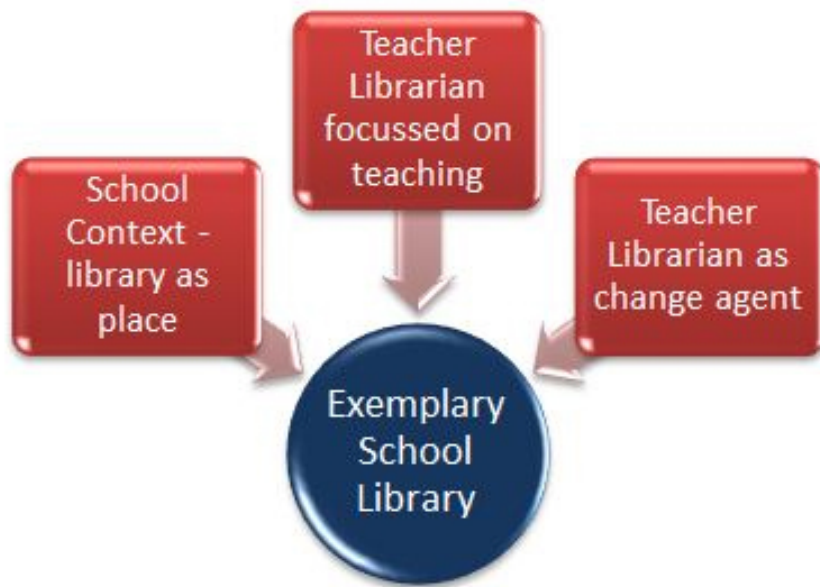 Teacher
Librarian
focussed on
teaching
School
Context -
library as
place
Teacher
Librarian as
change agent
Exemplary
School
Library